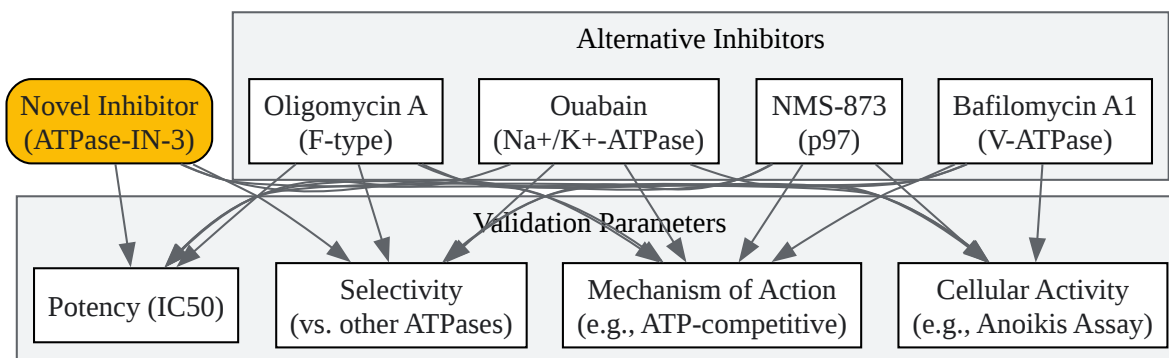 Alternative Inhibitors
Novel Inhibitor
(ATPase-IN-3)
Oligomycin A
(F-type)
Ouabain
(Na+/K+-ATPase)
NMS-873
(p97)
Bafilomycin A1
(V-ATPase)
Validation Parameters
Potency (IC50)
Selectivity
(vs. other ATPases)
Mechanism of Action
(e.g., ATP-competitive)
Cellular Activity
(e.g., Anoikis Assay)